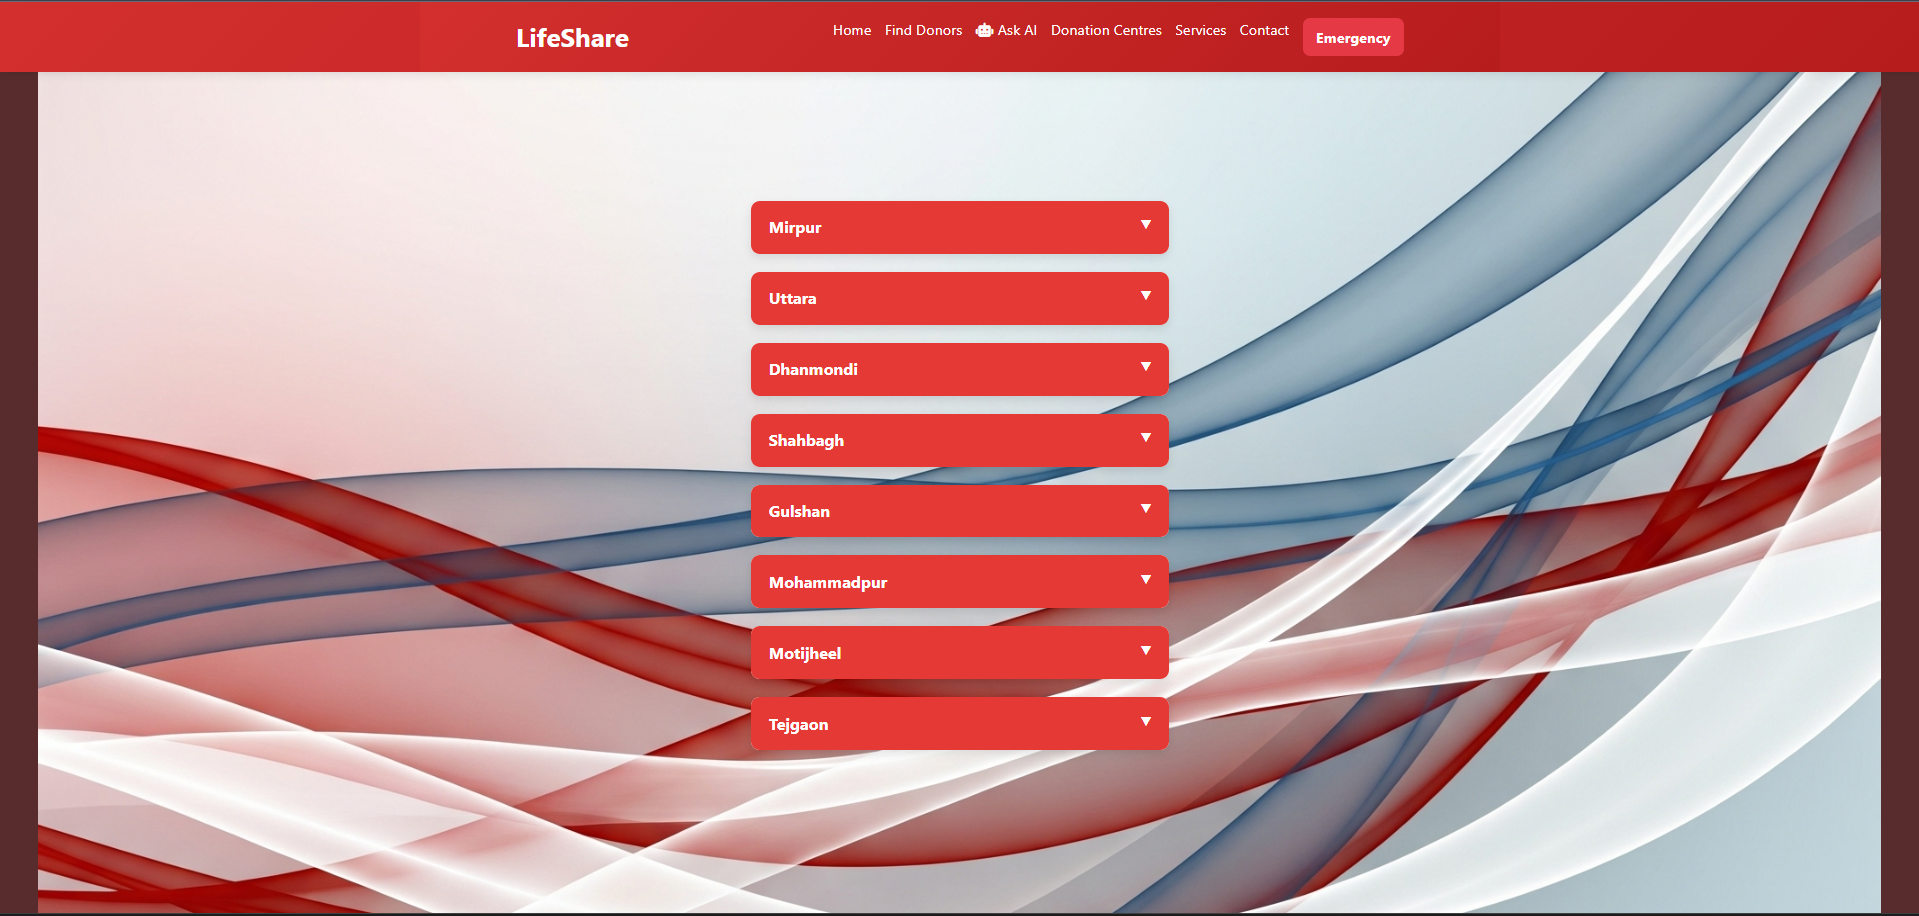 LifeShare
Home Find Donors Ask AI Donation Centres Services Contact Emergency
Mirpur
Uttara
Dhanmondi
Shahbagh
Gulshan
Mohammadpur
Motijheel
Tejgaon